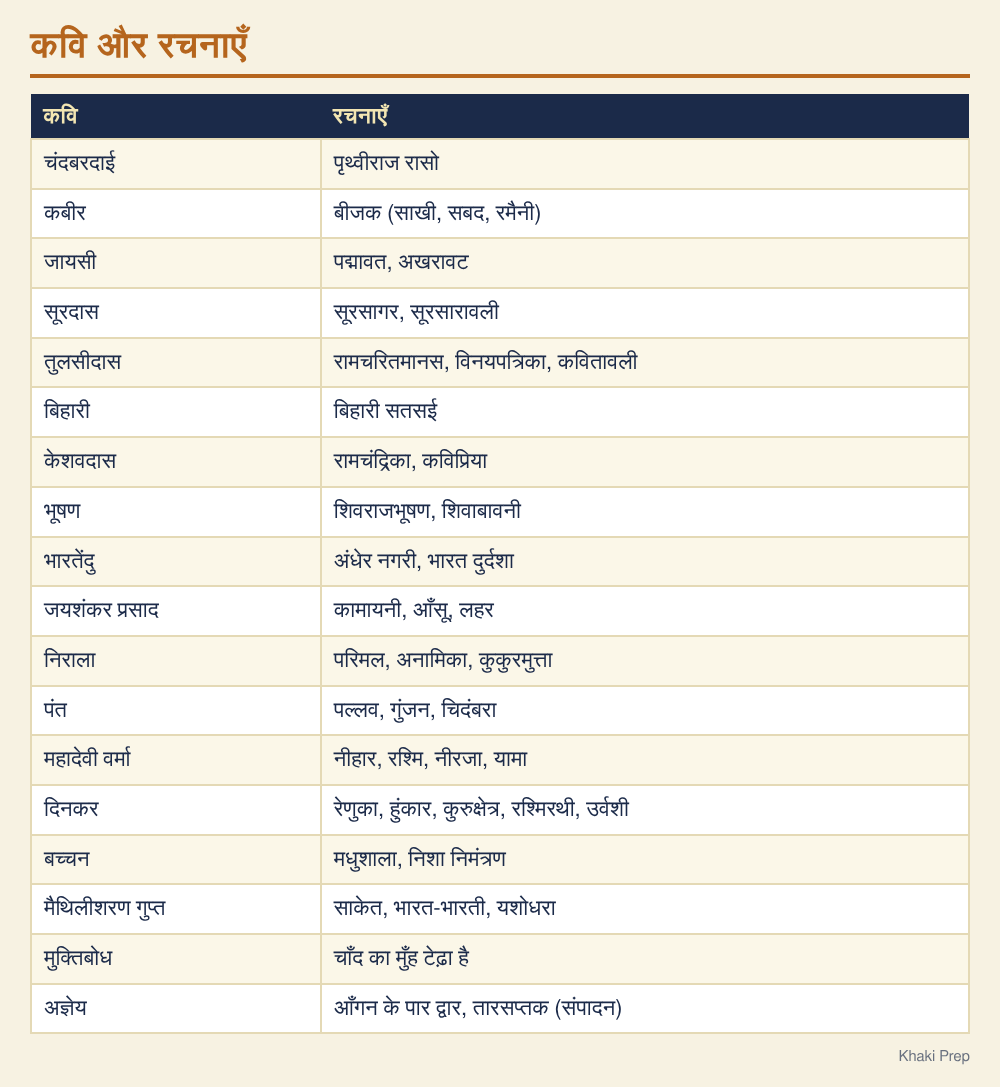 कवि और रचनाएँ
कवि रचनाएँ
चंदबरदाई पृथ्वीराज रासो
कबीर बीजक (साखी, सबद, रमैनी)
जायसी पद्मावत, अखरावट
सूरदास सूरसागर, सूरसारावली
तुलसीदास रामचरितमानस, विनयपत्रिका, कवितावली
बिहारी बिहारी सतसई
केशवदास रामचंद्रिका, कविप्रिया
भूषण शिवराजभूषण, शिवाबावनी
भारतेंदु अंधेर नगरी, भारत दुर्दशा
जयशंकर प्रसाद कामायनी, आँसू, लहर
निराला परिमल, अनामिका, कुकुरमुत्ता
पंत पल्लव, गुंजन, चिदंबरा
महादेवी वर्मा नीहार, रश्मि, नीरजा, यामा
दिनकर रेणुका, हुंकार, कुरुक्षेत्र, रश्मिरथी, उर्वशी
बच्चन मधुशाला, निशा निमंत्रण
मैथिलीशरण गुप्त साकेत, भारत-भारती, यशोधरा
मुक्तिबोध चाँद का मुँह टेढ़ा है
अज्ञेय आँगन के पार द्वार, तारसप्तक (संपादन)
Khaki Prep